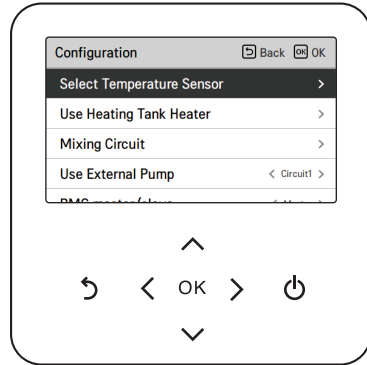 Configuration Back OK OK
Select Temperature Sensor
Use Heating Tank Heater
Mixing Circuit
Use External Pump Circuit1
OK